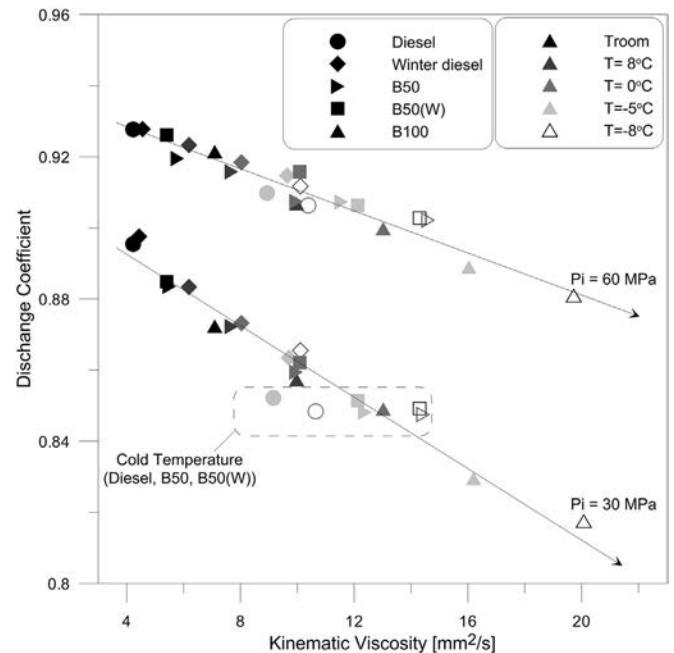 Diesel
Winter diesel
B50
B50(W)
B100
Troom
T= 8°C
T= 0°C
T=-5°C
T=-8°C
0.96
0.92
0.88
0.84
0.8
Dischange Coefficient
Pi = 60 MPa
Pi = 30 MPa
Cold Temperature
(Diesel, B50, B50(W))
4 8 12 16 20
Kinematic Viscosity [mm²/s]